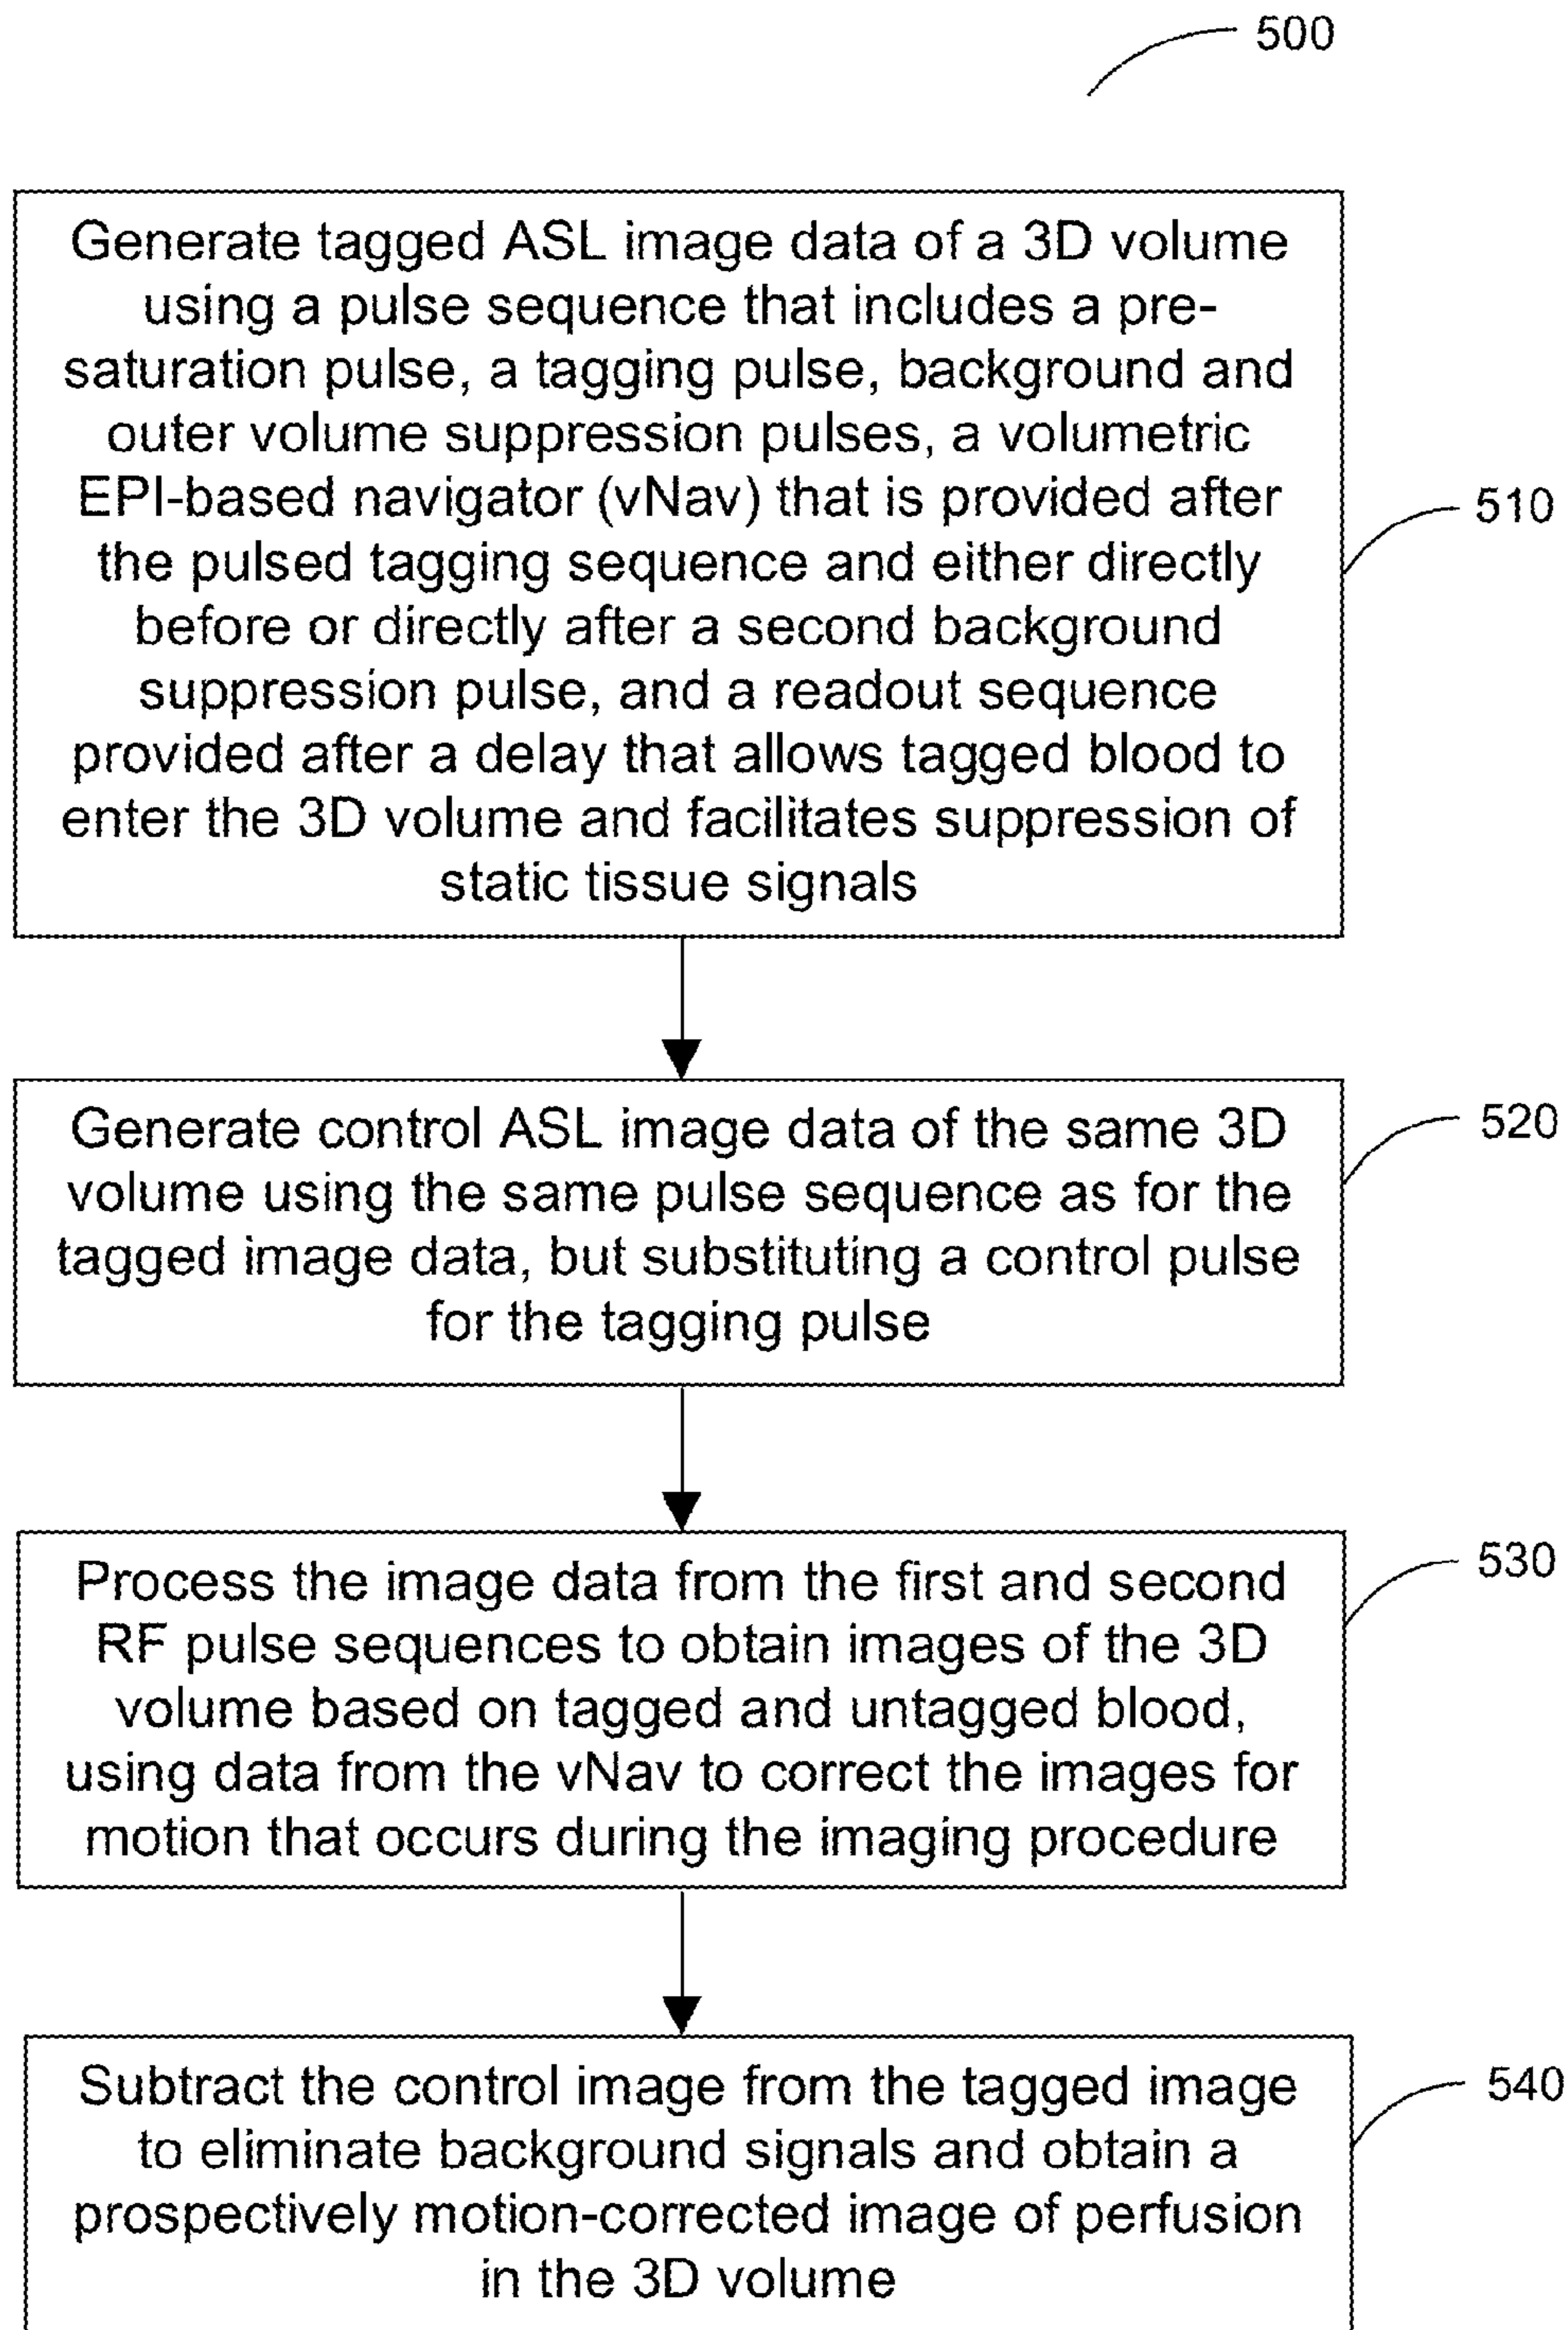 500
Generate tagged ASL image data of a 3D volume
using a pulse sequence that includes a pre-
saturation pulse, a tagging pulse, background and
outer volume suppression pulses, a volumetric
EPI-based navigator (vNav) that is provided after
the pulsed tagging sequence and either directly
before or directly after a second background
suppression pulse, and a readout sequence
provided after a delay that allows tagged blood to
enter the 3D volume and facilitates suppression of
static tissue signals
510
Generate control ASL image data of the same 3D
volume using the same pulse sequence as for the
tagged image data, but substituting a control pulse
for the tagging pulse
520
Process the image data from the first and second
RF pulse sequences to obtain images of the 3D
volume based on tagged and untagged blood,
using data from the vNav to correct the images for
motion that occurs during the imaging procedure
530
Subtract the control image from the tagged image
to eliminate background signals and obtain a
prospectively motion-corrected image of perfusion
in the 3D volume
540